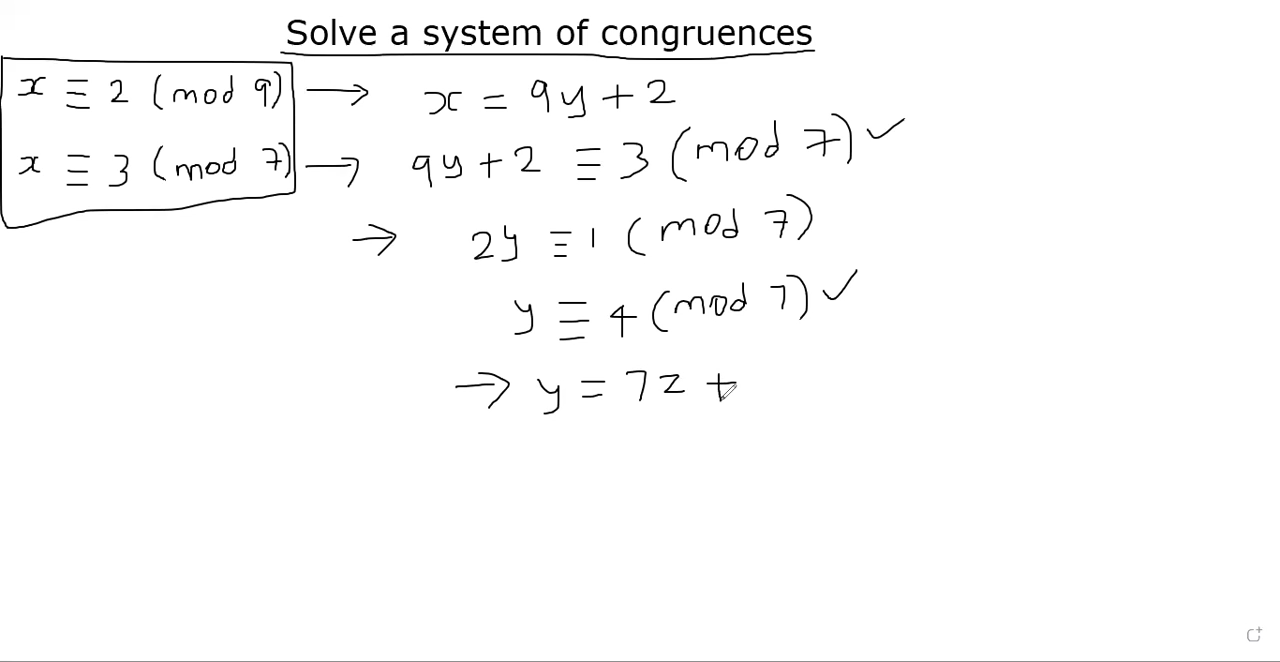 Solve a system of congruences
x ≡ 2 (mod 9) → x = 9y + 2
x ≡ 3 (mod 7) → 9y + 2 ≡ 3 (mod 7) ✓
→ 2y ≡ 1 (mod 7)
y ≡ 4 (mod 7) ✓
→ y = 7z +